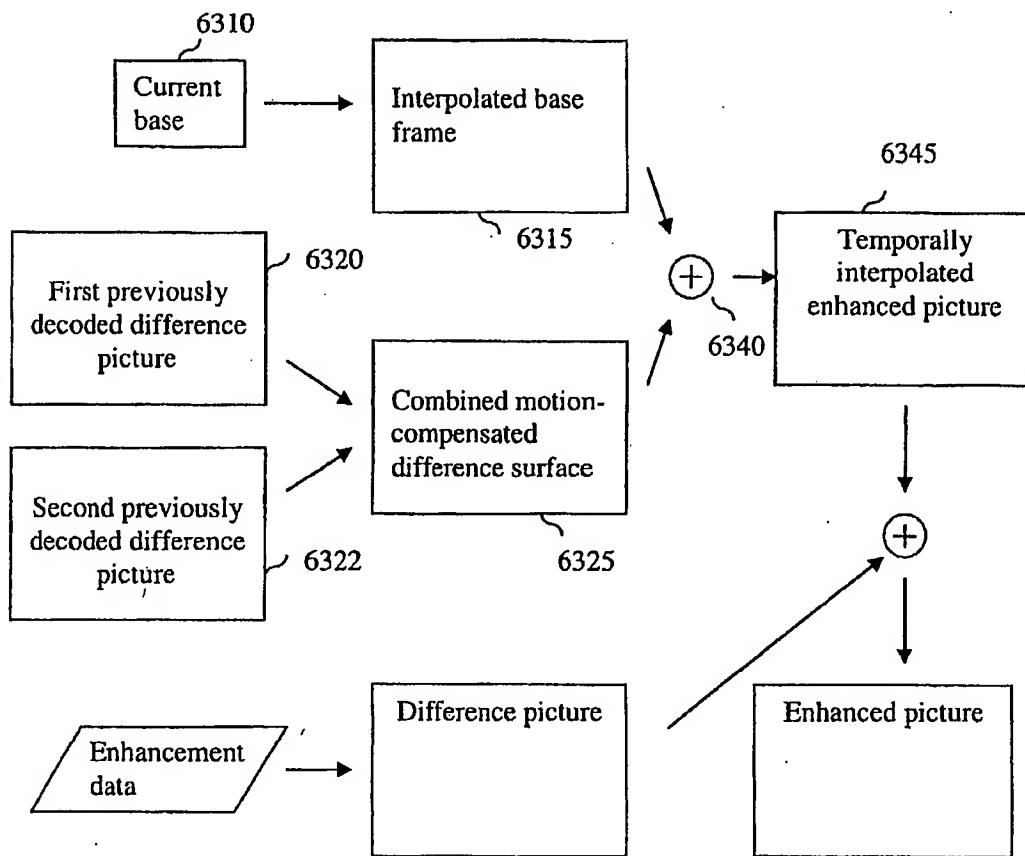 6310
Current
base
Interpolated base
frame
6315
6345
Temporally
interpolated
enhanced picture
6320
First previously
decoded difference
picture
+
6340
Combined motion-
compensated
difference surface
6325
Second previously
decoded difference
picture
6322
+
Enhancement
data
Difference picture
Enhanced picture